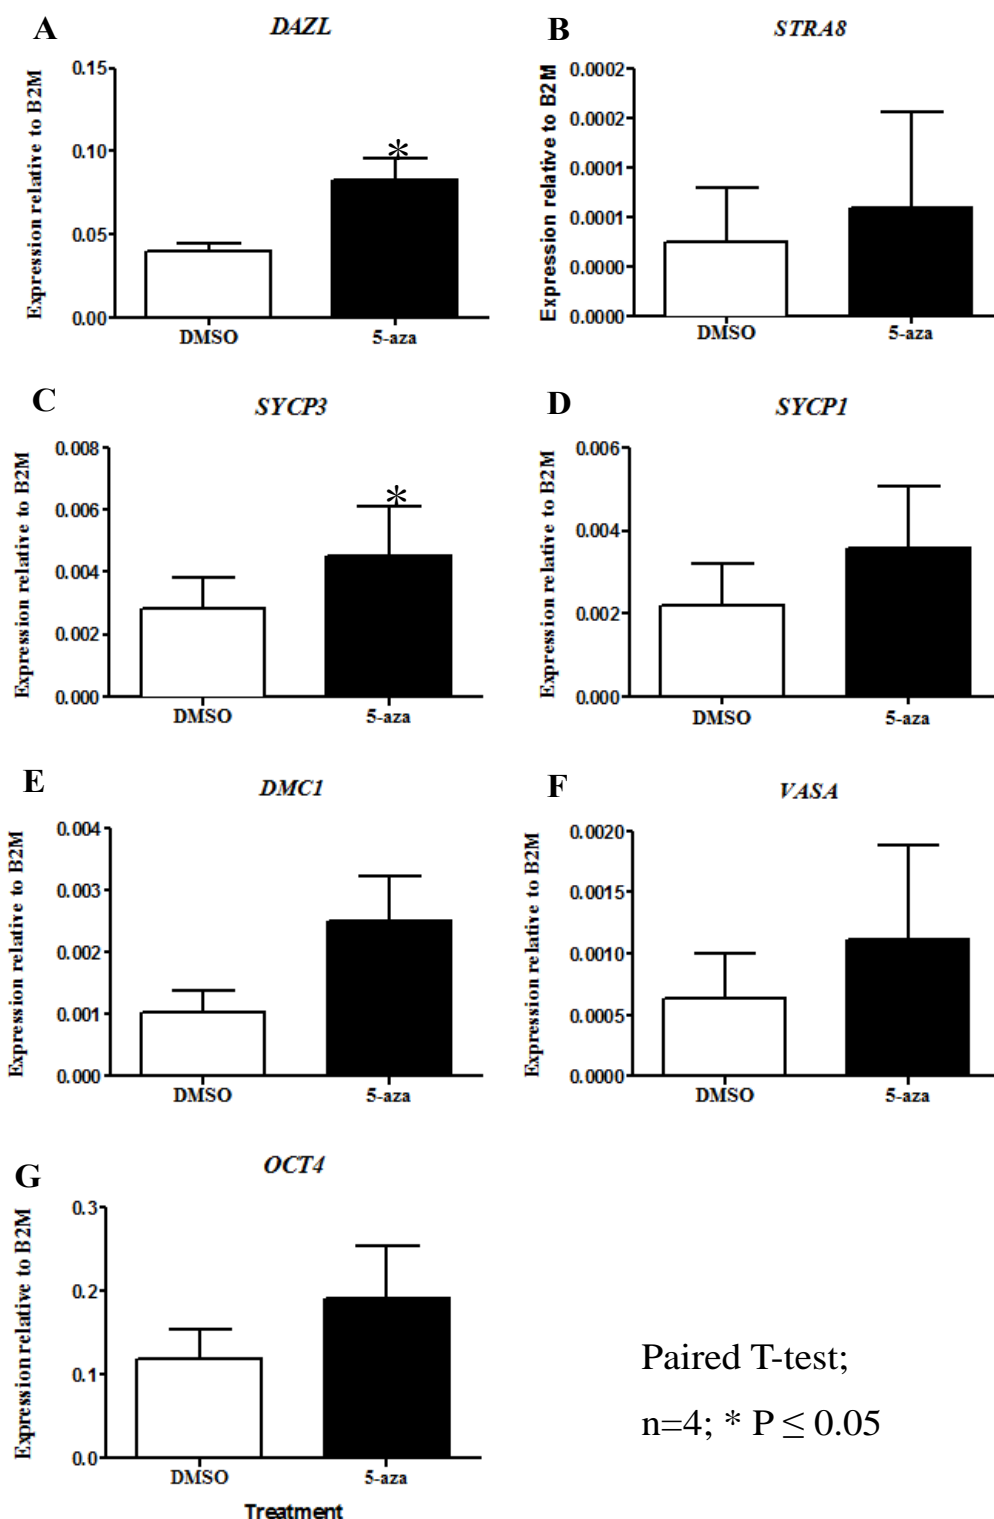 A
DAZL
Expression relative to B2M
0.15
0.10
0.05
0.00
*
DMSO
5-aza
B
STRA8
Expression relative to B2M
0.0002
0.0002
0.0001
0.0001
0.0000
0.0000
DMSO
5-aza
C
SYCP3
Expression relative to B2M
0.008
0.006
0.004
0.002
0.000
*
DMSO
5-aza
D
SYCP1
Expression relative to B2M
0.006
0.004
0.002
0.000
DMSO
5-aza
E
DMC1
Expression relative to B2M
0.004
0.003
0.002
0.001
0.000
DMSO
5-aza
F
VASA
Expression relative to B2M
0.0020
0.0015
0.0010
0.0005
0.0000
DMSO
5-aza
G
OCT4
Expression relative to B2M
0.3
0.2
0.1
0.0
DMSO
5-aza
Treatment
Paired T-test;
n=4; * P ≤ 0.05